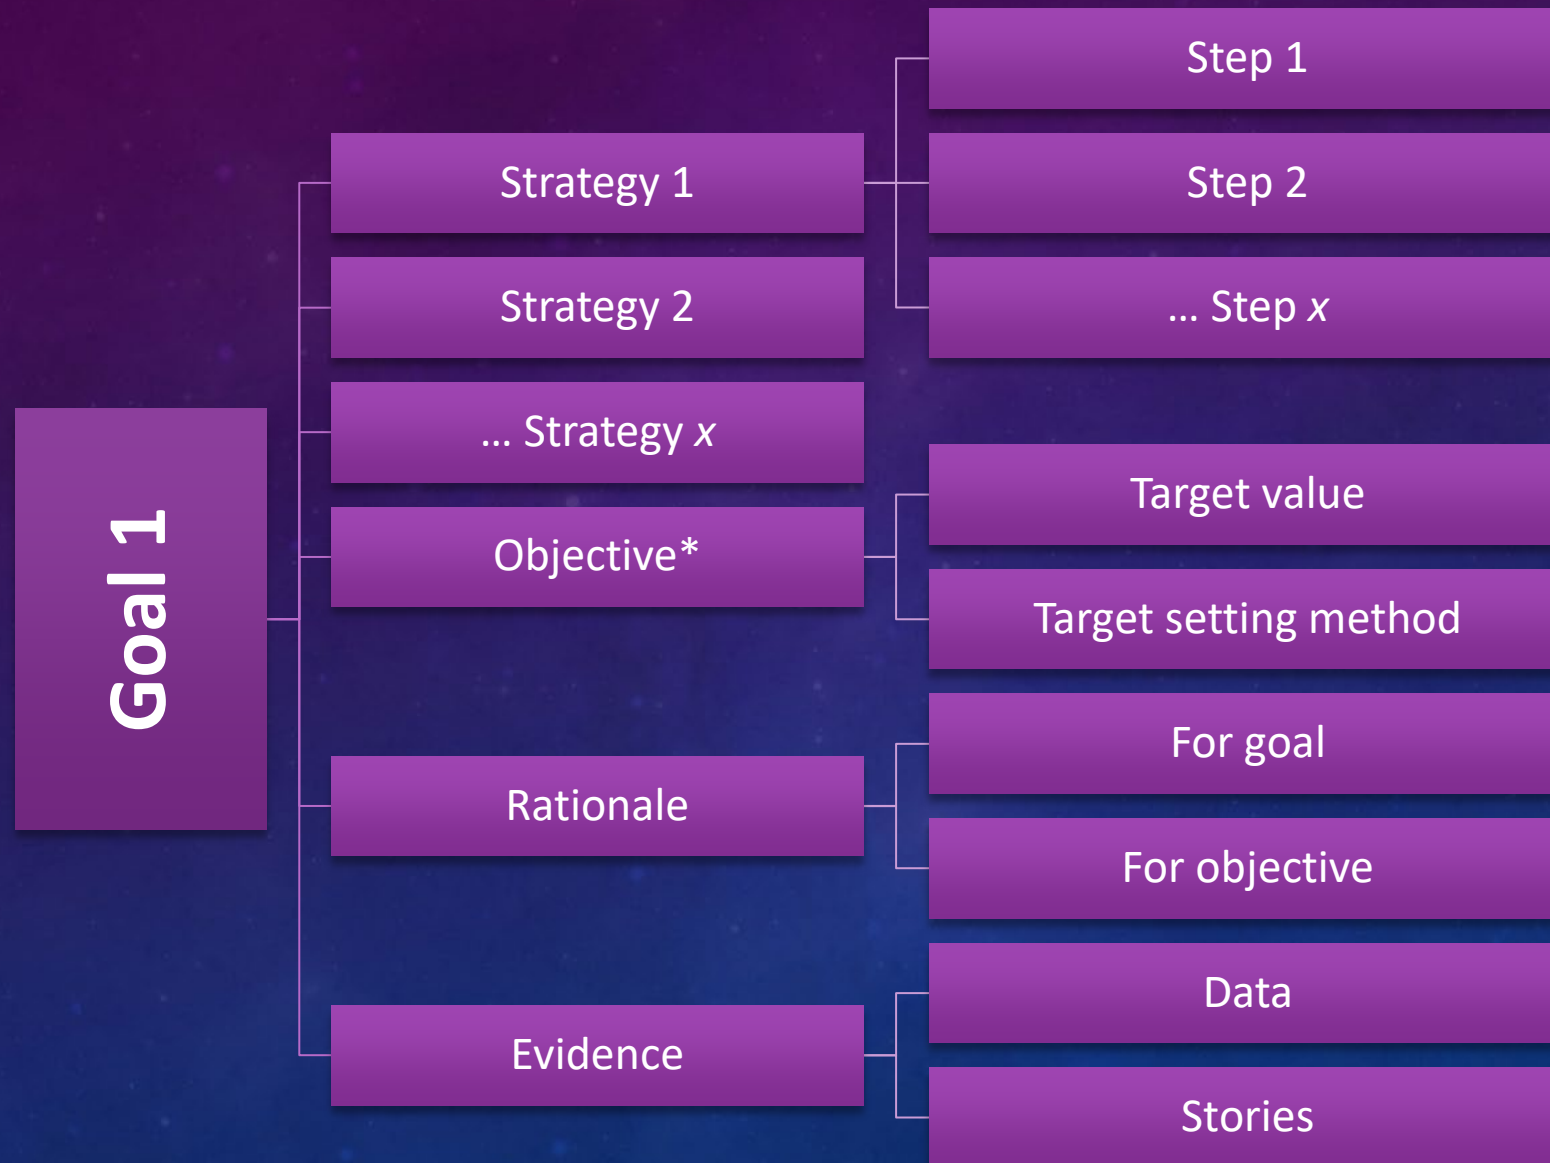 Goal 1
Strategy 1
Step 1
Step 2
... Step x
Strategy 2
... Strategy x
Objective*
Target value
Target setting method
Rationale
For goal
For objective
Evidence
Data
Stories